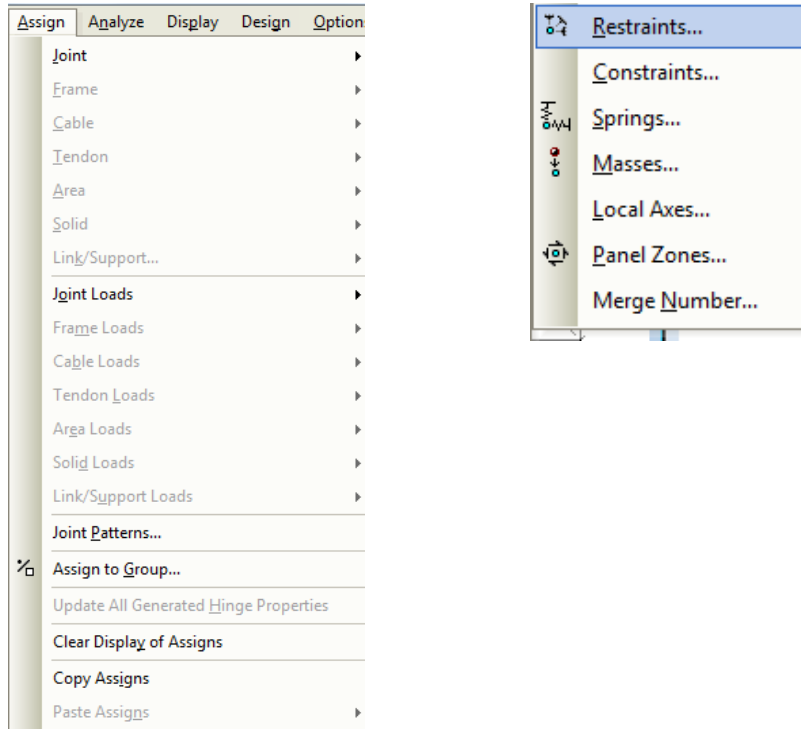 Assign Analyze Display Design Option
Joint
Frame
Cable
Tendon
Area
Solid
Link/Support...
Joint Loads
Frame Loads
Cable Loads
Tendon Loads
Area Loads
Solid Loads
Link/Support Loads
Joint Patterns...
Assign to Group...
Update All Generated Hinge Properties
Clear Display of Assigns
Copy Assigns
Paste Assigns
Restraints...
Constraints...
Springs...
Masses...
Local Axes...
Panel Zones...
Merge Number...